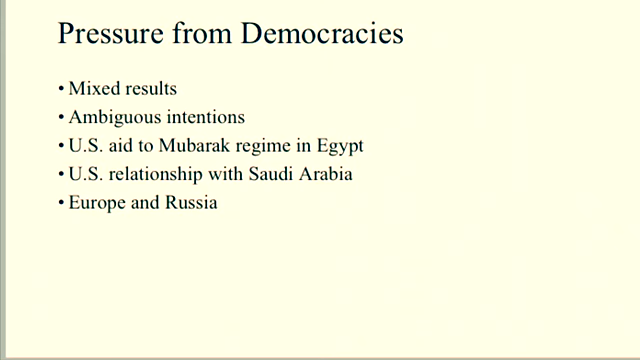 Pressure from Democracies
• Mixed results
• Ambiguous intentions
• U.S. aid to Mubarak regime in Egypt
• U.S. relationship with Saudi Arabia
• Europe and Russia